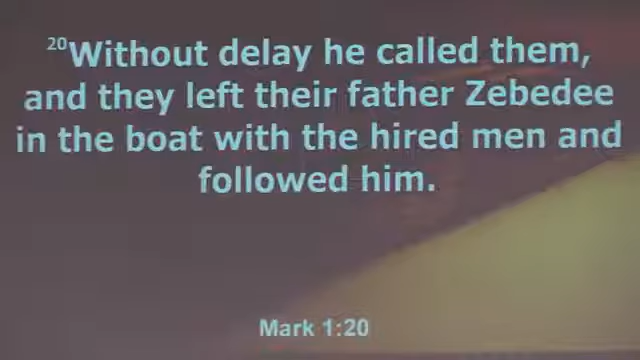 20Without delay he called them,
and they left their father Zebedee
in the boat with the hired men and
followed him.
Mark 1:20